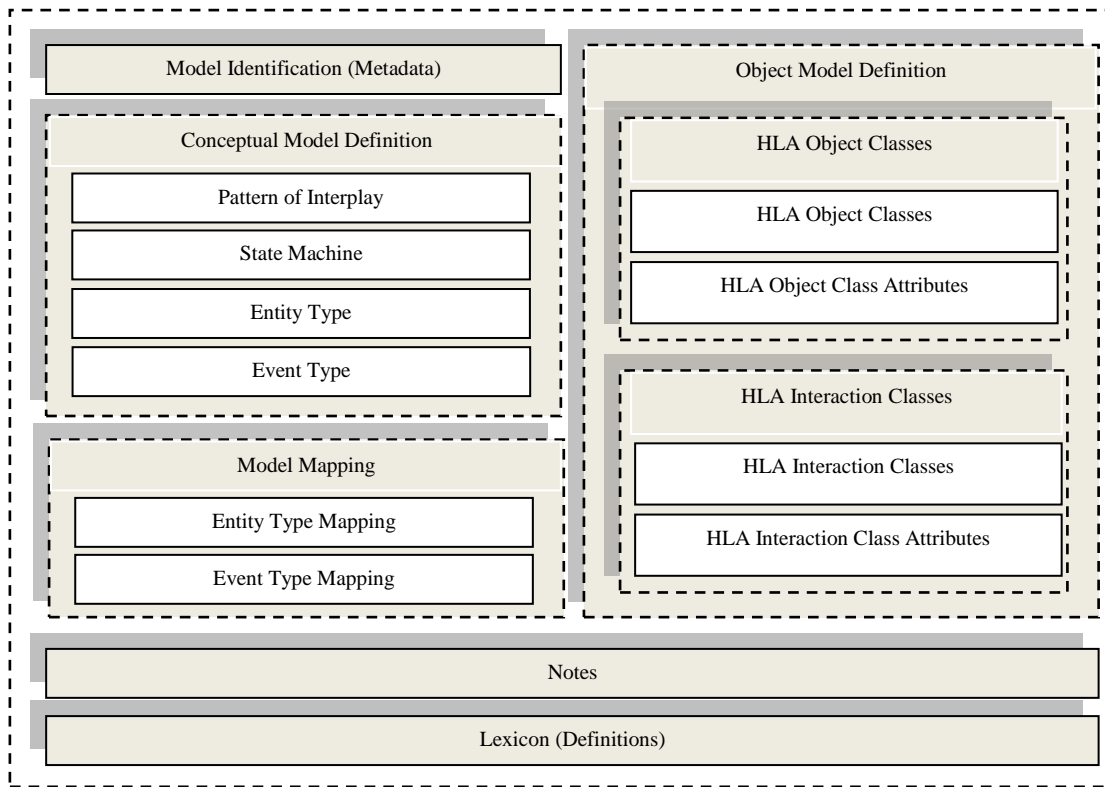 Model Identification (Metadata)
Conceptual Model Definition
Pattern of Interplay
State Machine
Entity Type
Event Type
Model Mapping
Entity Type Mapping
Event Type Mapping
Object Model Definition
HLA Object Classes
HLA Object Classes
HLA Object Class Attributes
HLA Interaction Classes
HLA Interaction Classes
HLA Interaction Class Attributes
Notes
Lexicon (Definitions)